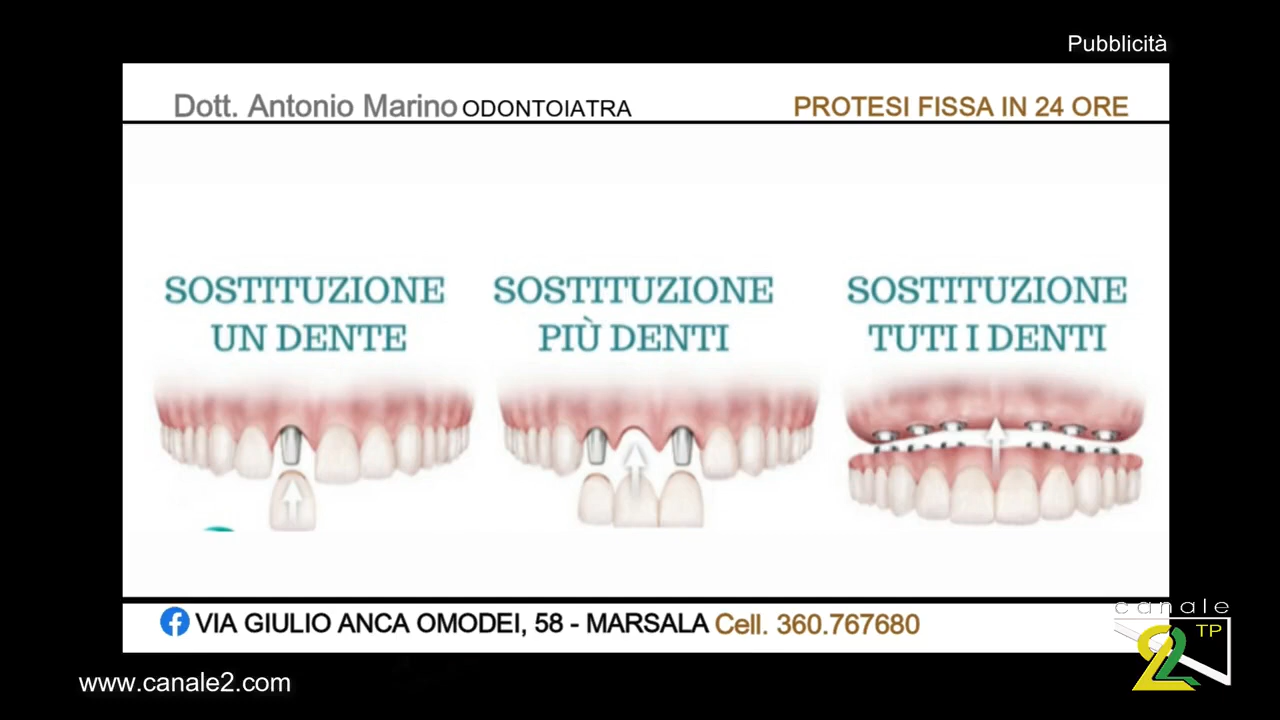 Pubblicità
Dott. Antonio Marino ODONTOIATRA
PROTESI FISSA IN 24 ORE
SOSTITUZIONE
UN DENTE
SOSTITUZIONE
PIÙ DENTI
SOSTITUZIONE
TUTI I DENTI
VIA GIULIO ANCA OMODEI, 58 - MARSALA Cell. 360.767680
canale
2 TP
www.canale2.com